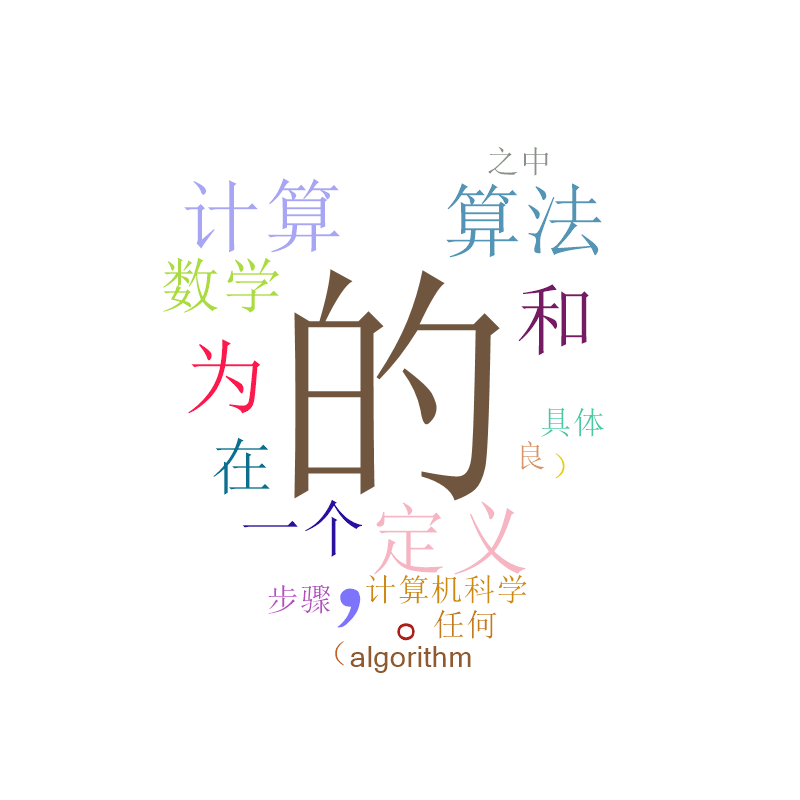 之中
计算
算法
数学
的
和
为
具体
在
良
）
一个
定义
步骤
，
计算机科学
。
任何
（
algorithm